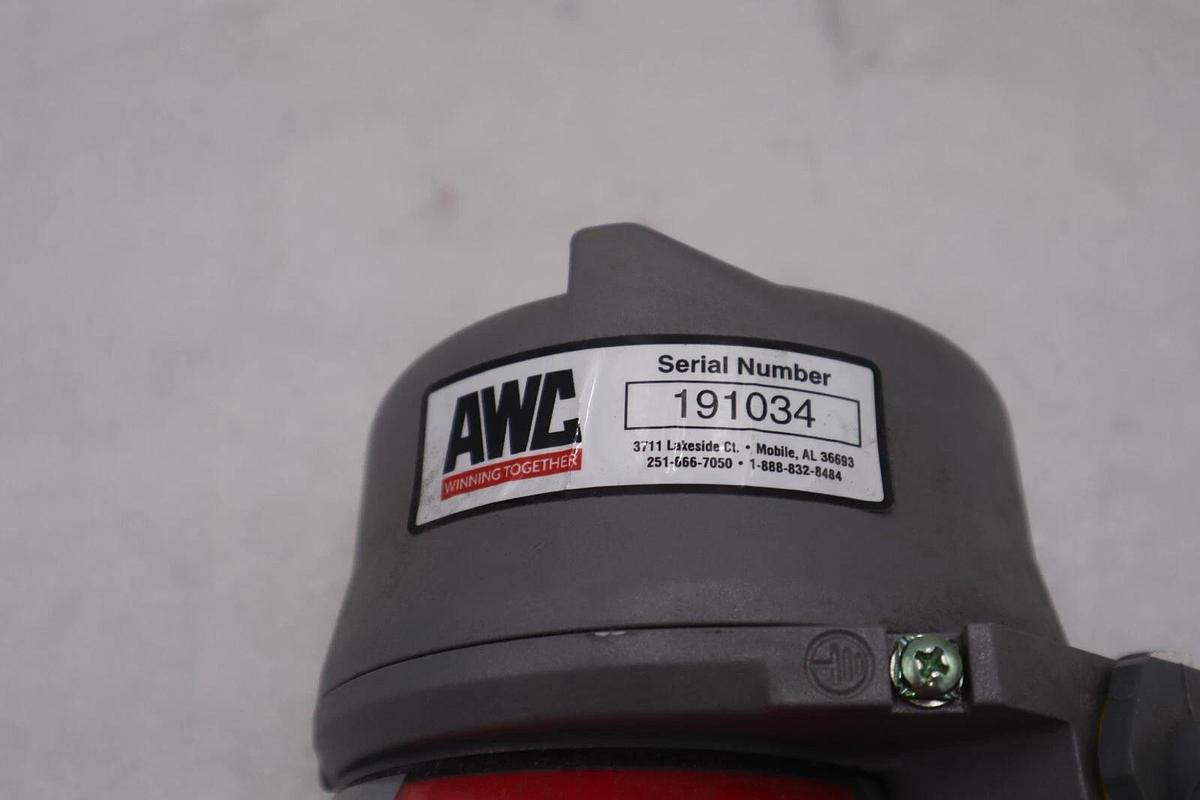 AWC
WINNING TOGETHER
Serial Number
191034
3711 Lakeside Ct. • Mobile, AL 36693
251-666-7050 • 1-888-832-8484